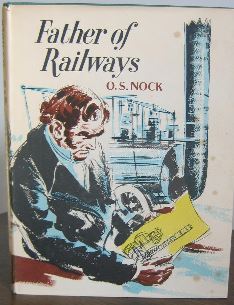 Father of
Railways
O. S. NOCK